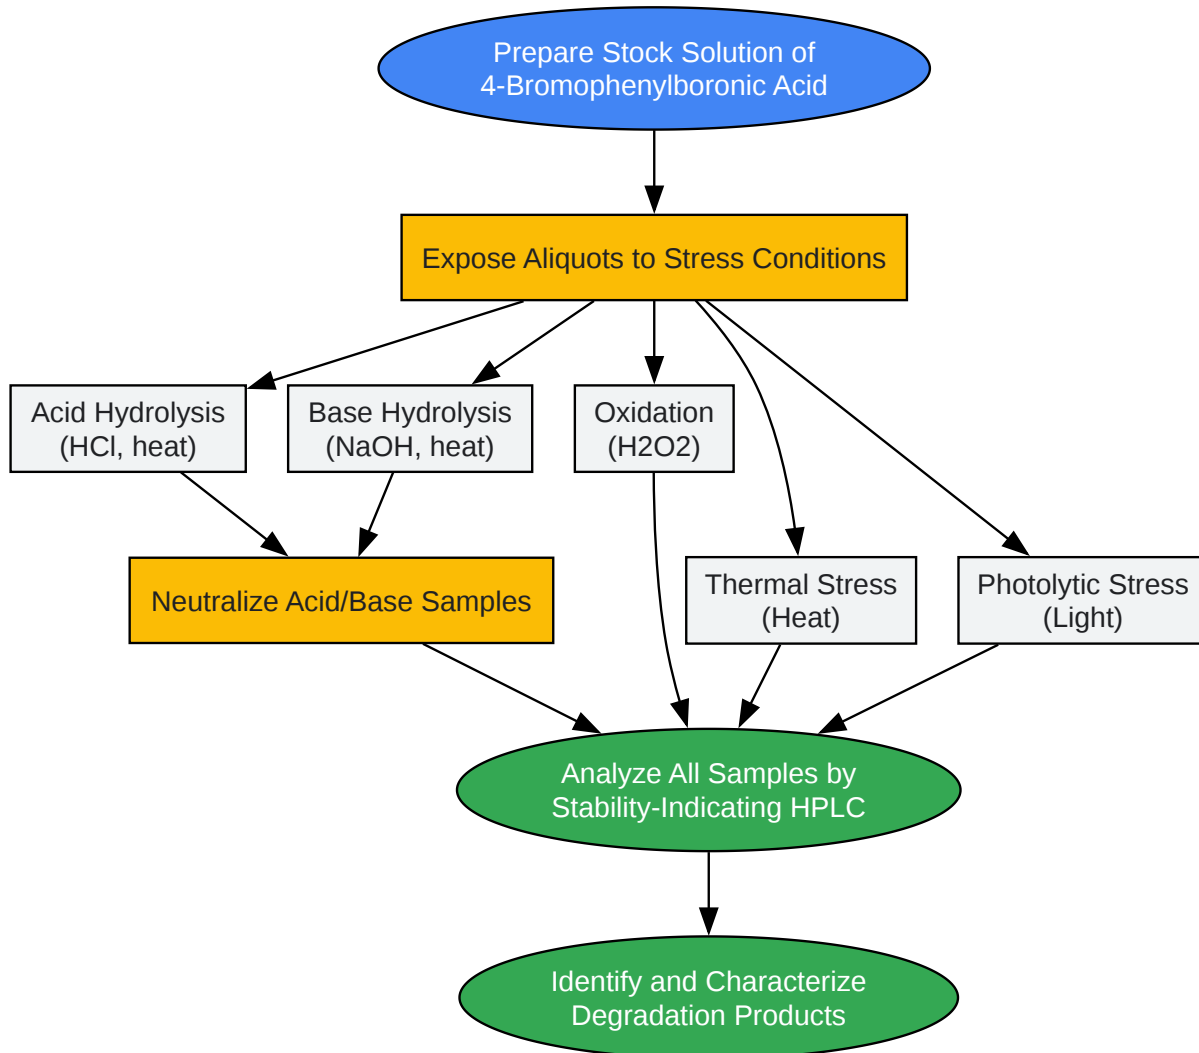 Prepare Stock Solution of
4-Bromophenylboronic Acid
Expose Aliquots to Stress Conditions
Acid Hydrolysis
(HCl, heat)
Base Hydrolysis
(NaOH, heat)
Oxidation
(H2O2)
Neutralize Acid/Base Samples
Thermal Stress
(Heat)
Photolytic Stress
(Light)
Analyze All Samples by
Stability-Indicating HPLC
Identify and Characterize
Degradation Products